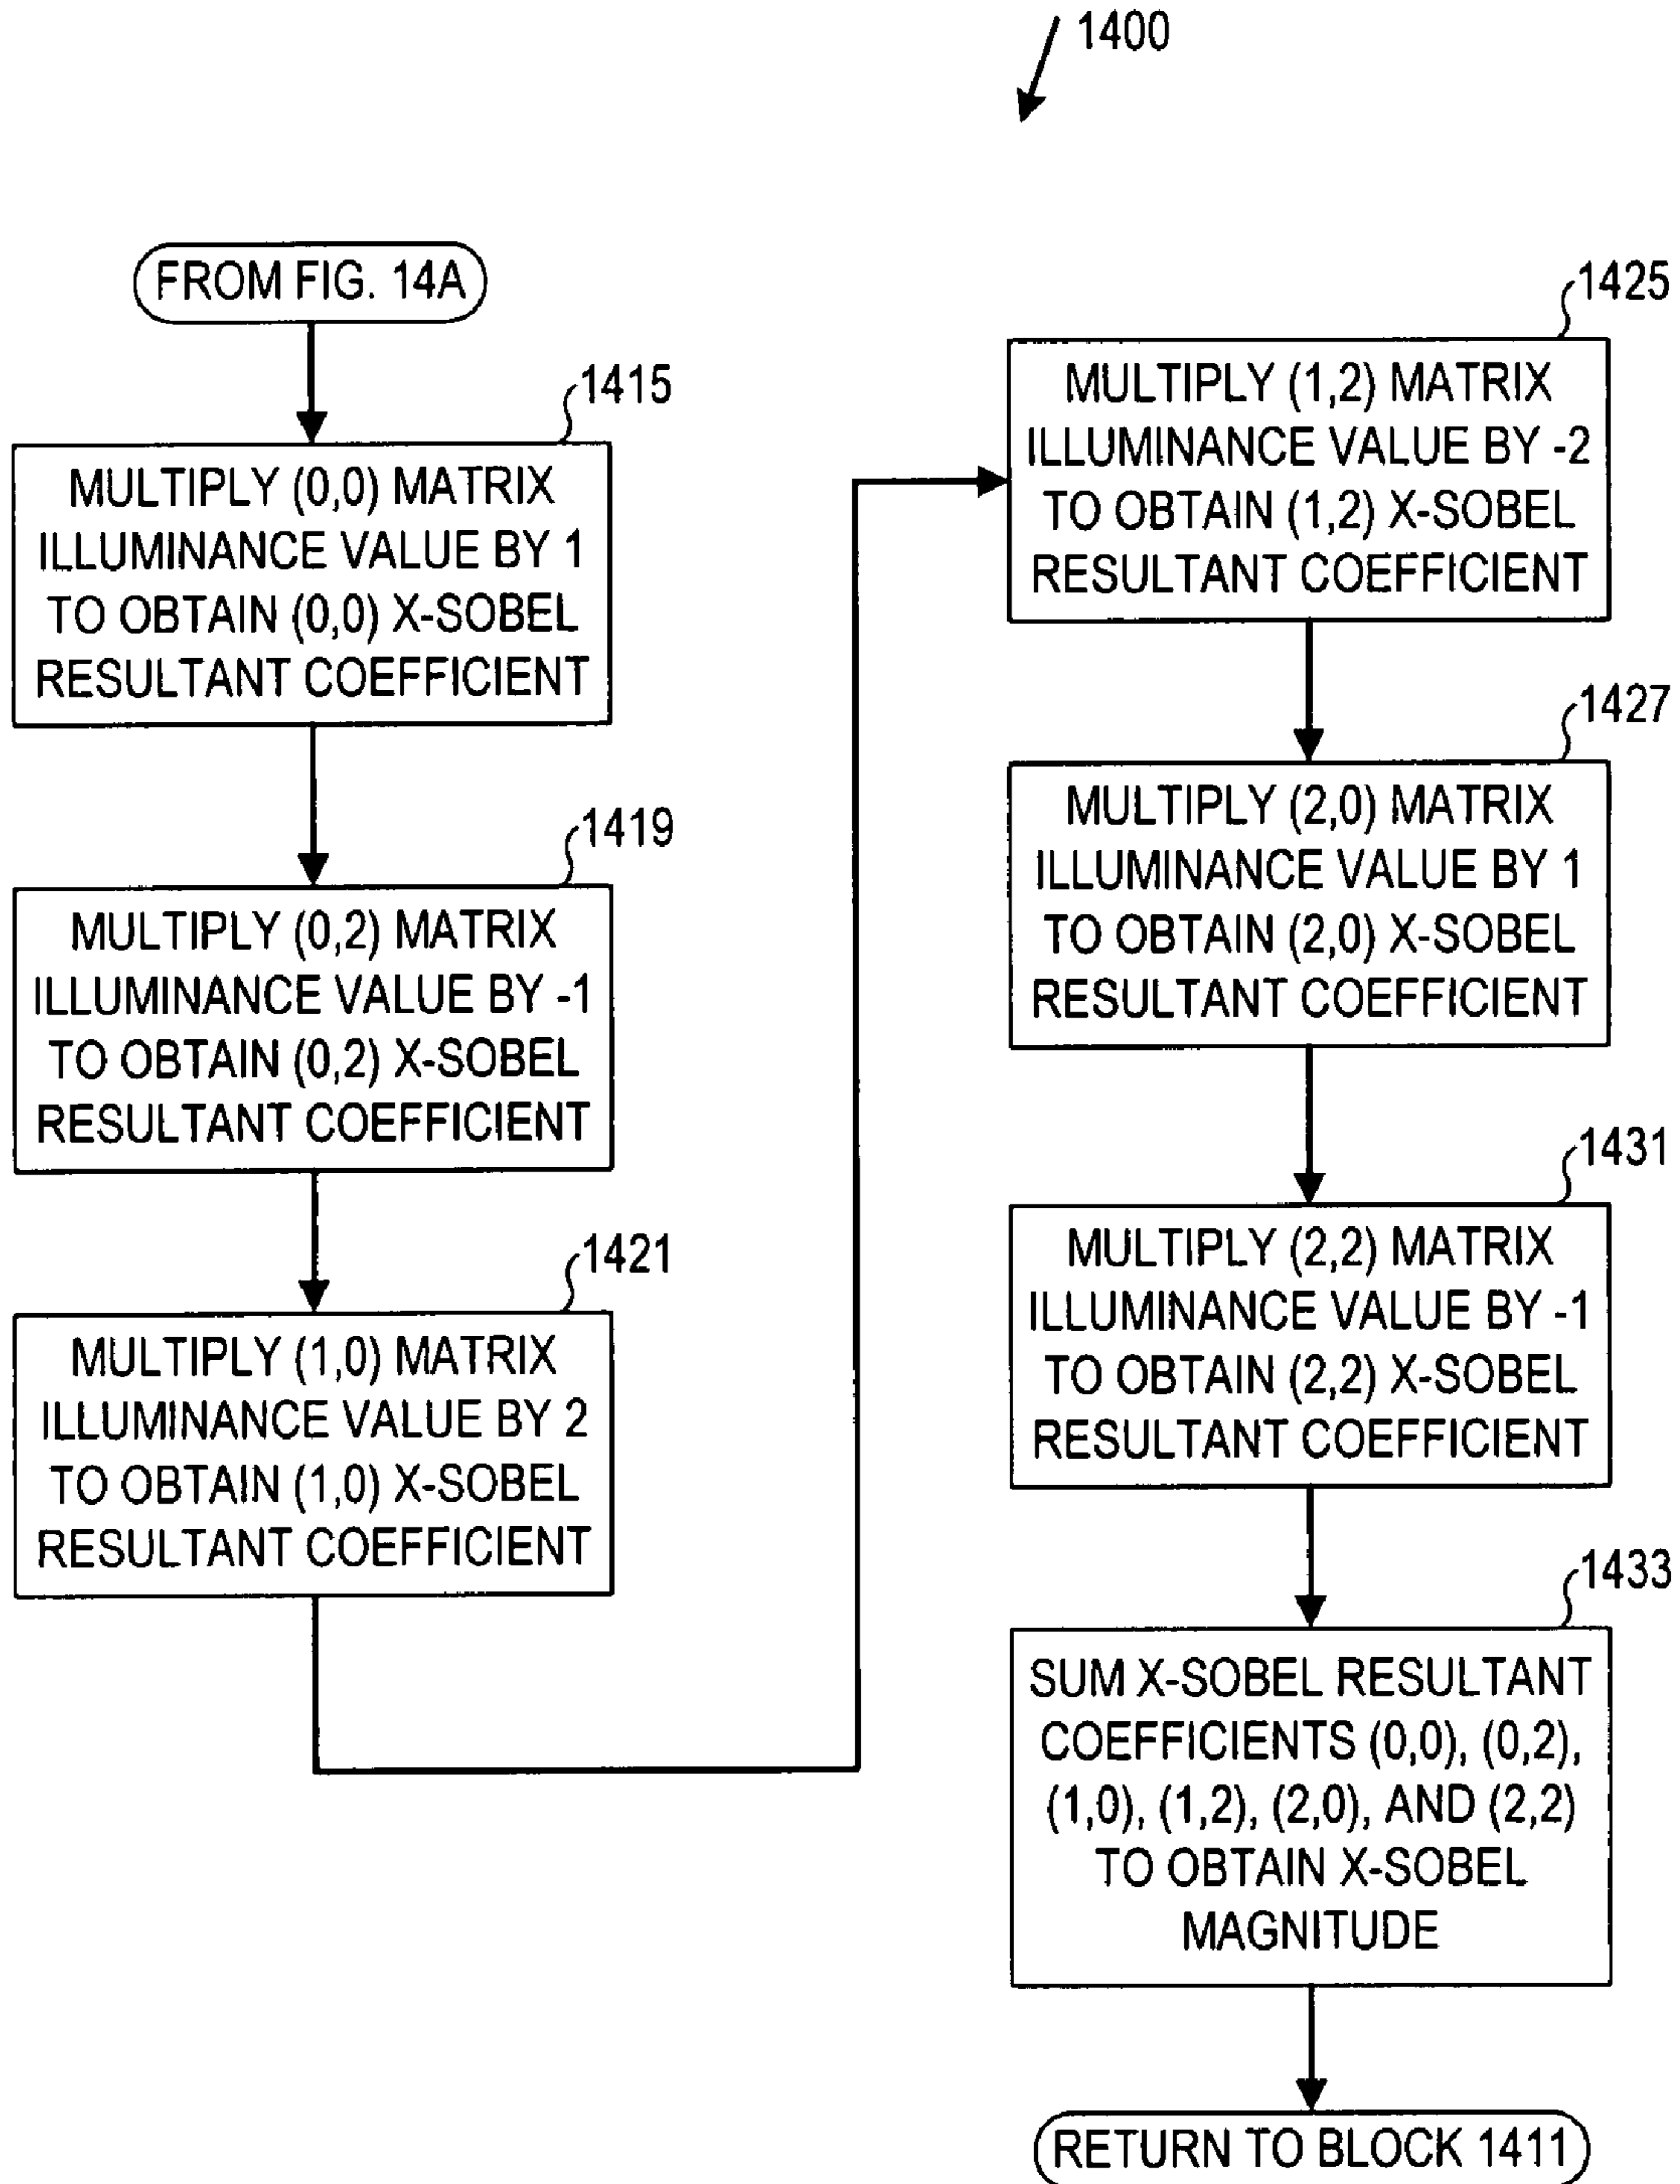 1400
FROM FIG. 14A
1415
MULTIPLY (0,0) MATRIX
ILLUMINANCE VALUE BY 1
TO OBTAIN (0,0) X-SOBEL
RESULTANT COEFFICIENT
1419
MULTIPLY (0,2) MATRIX
ILLUMINANCE VALUE BY -1
TO OBTAIN (0,2) X-SOBEL
RESULTANT COEFFICIENT
1421
MULTIPLY (1,0) MATRIX
ILLUMINANCE VALUE BY 2
TO OBTAIN (1,0) X-SOBEL
RESULTANT COEFFICIENT
1425
MULTIPLY (1,2) MATRIX
ILLUMINANCE VALUE BY -2
TO OBTAIN (1,2) X-SOBEL
RESULTANT COEFFICIENT
1427
MULTIPLY (2,0) MATRIX
ILLUMINANCE VALUE BY 1
TO OBTAIN (2,0) X-SOBEL
RESULTANT COEFFICIENT
1431
MULTIPLY (2,2) MATRIX
ILLUMINANCE VALUE BY -1
TO OBTAIN (2,2) X-SOBEL
RESULTANT COEFFICIENT
1433
SUM X-SOBEL RESULTANT
COEFFICIENTS (0,0), (0,2),
(1,0), (1,2), (2,0), AND (2,2)
TO OBTAIN X-SOBEL
MAGNITUDE
RETURN TO BLOCK 1411